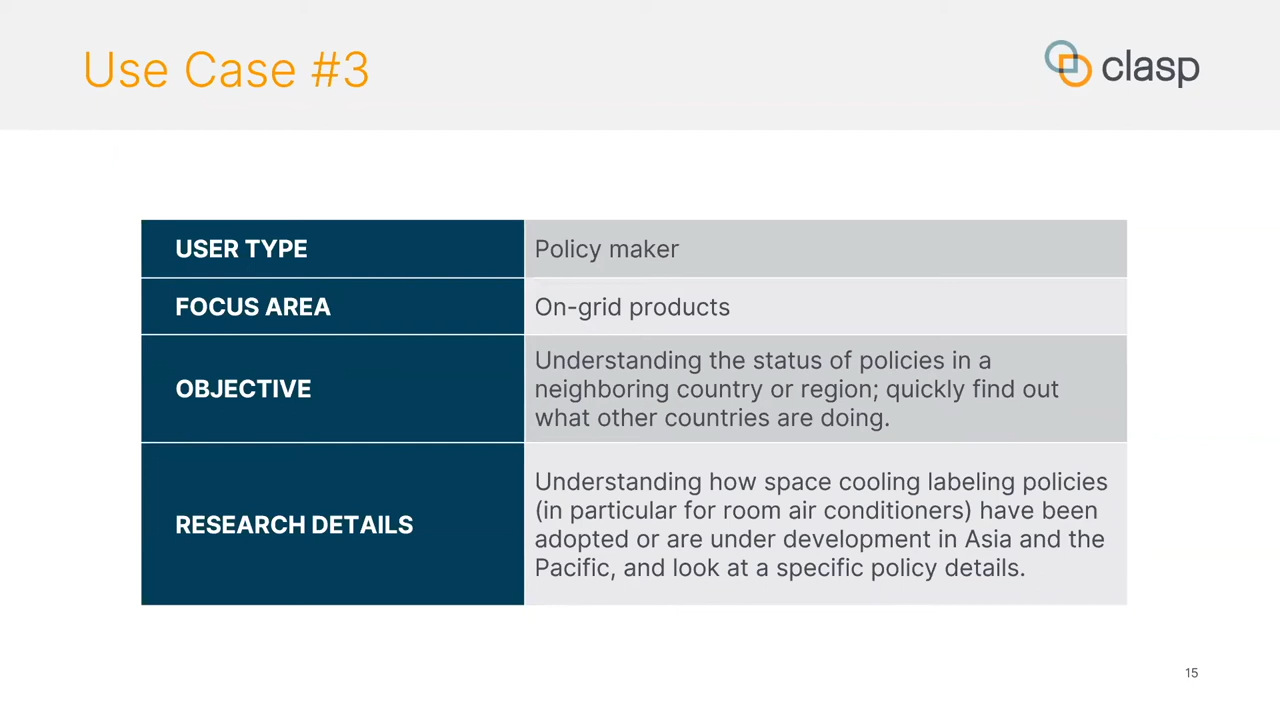 Use Case #3
clasp
USER TYPE
Policy maker
FOCUS AREA
On-grid products
OBJECTIVE
Understanding the status of policies in a
neighboring country or region; quickly find out
what other countries are doing.
RESEARCH DETAILS
Understanding how space cooling labeling policies
(in particular for room air conditioners) have been
adopted or are under development in Asia and the
Pacific, and look at a specific policy details.
15